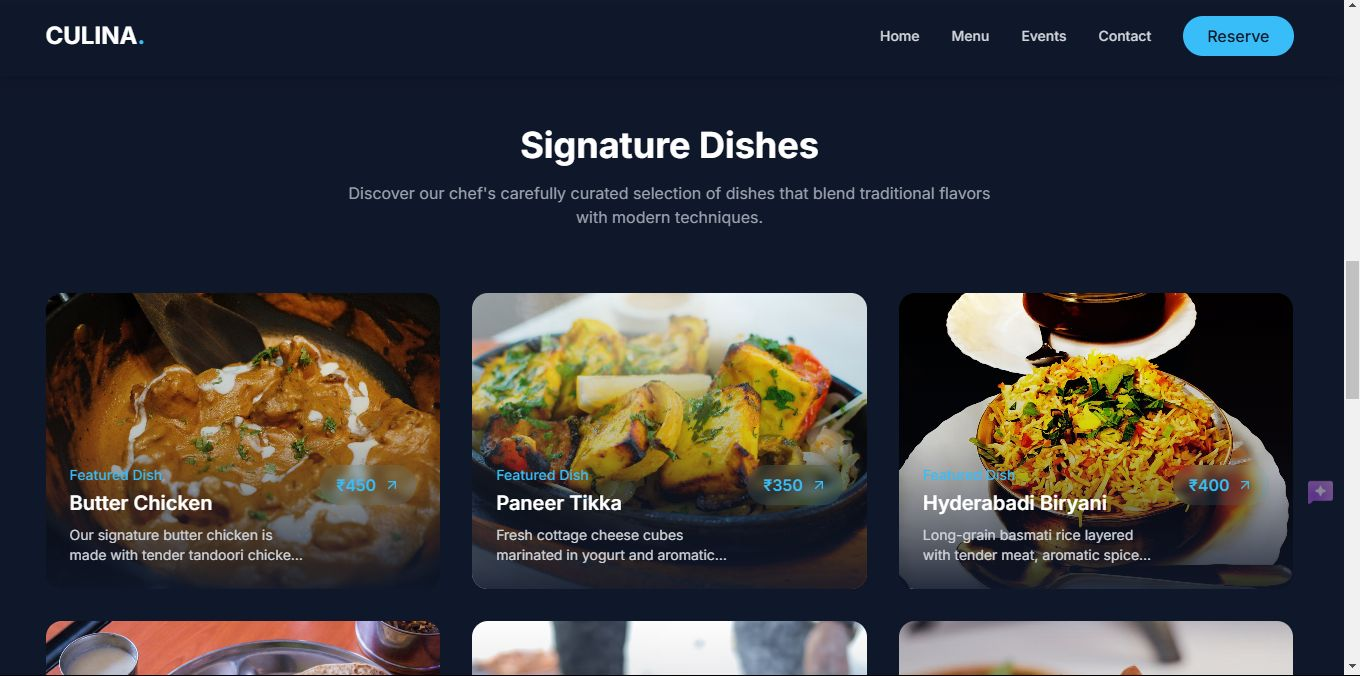 CULINA.
Home
Menu
Events
Contact
Reserve
Signature Dishes
Discover our chef's carefully curated selection of dishes that blend traditional flavors
with modern techniques.
Featured Dish
₹450
Butter Chicken
Our signature butter chicken is
made with tender tandoori chicke...
Featured Dish
₹350
Paneer Tikka
Fresh cottage cheese cubes
marinated in yogurt and aromatic...
Featured Dish
₹400
Hyderabadi Biryani
Long-grain basmati rice layered
with tender meat, aromatic spice...